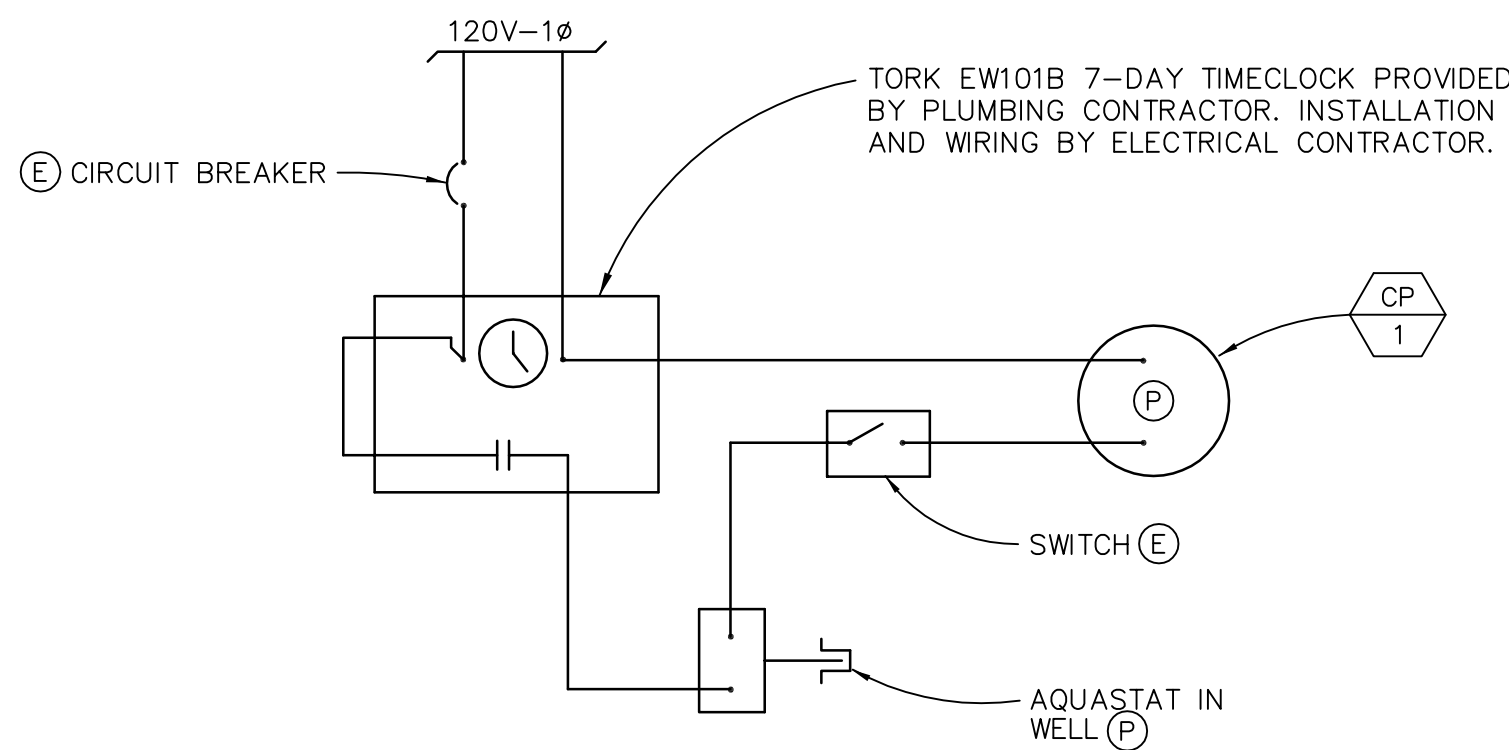 120V-1ø
TORK EW101B 7-DAY TIMECLOCK PROVIDED
BY PLUMBING CONTRACTOR. INSTALLATION
AND WIRING BY ELECTRICAL CONTRACTOR.
E CIRCUIT BREAKER
CP
1
P
SWITCH E
AQUASTAT IN
WELL P